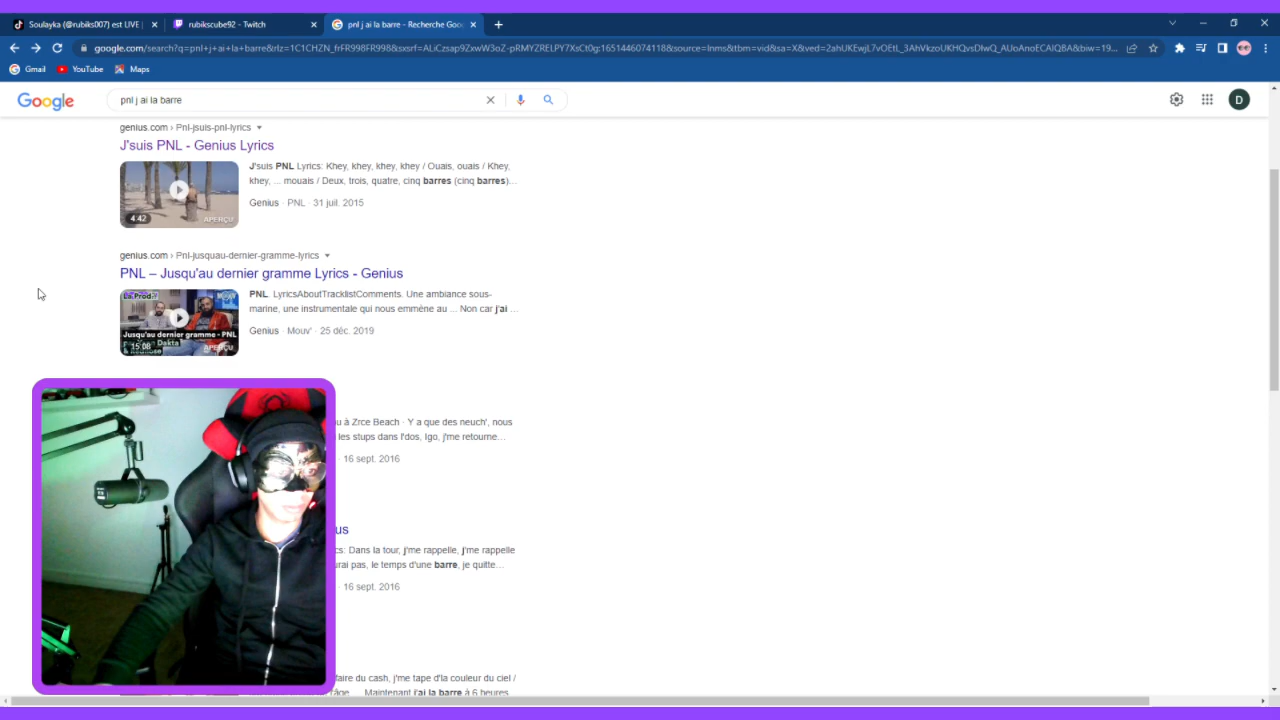 Soulayka (@rubiks007) est LIVE
rubikscube92 - Twitch
pnl j ai la barre - Recherche Goo
google.com/search?q=pnl+j+ai+la+barre&rlz=1C1CHZN_frFR998FR998&sxsrf=ALiCzsap9ZxwW3oZ-pRMYZRELPY7XsCt0g:1651446074118&source=lnms&tbm=vid&sa=X&ved=2ahUKEwjL7vOEtL_3AhVkzoUKHQvsDIwQ_AUoAnoECAIQBA&biw=19...
Gmail YouTube Maps
Google
pnl j ai la barre
D
genius.com › Pnl-jsuis-pnl-lyrics
J'suis PNL - Genius Lyrics
J'suis PNL Lyrics: Khey, khey, khey, khey / Ouais, ouais / Khey,
khey, ... mouais / Deux, trois, quatre, cinq barres (cinq barres)...
4:42
APERÇU
Genius · PNL · 31 juil. 2015
genius.com › Pnl-jusquau-dernier-gramme-lyrics
PNL – Jusqu'au dernier gramme Lyrics - Genius
PNL. LyricsAboutTracklistComments. Une ambiance sous-
marine, une instrumentale qui nous emmène au ... Non car j'ai ...
La Prod
Mouv'
Jusqu'au dernier gramme - PNL
15:08
APERÇU
Genius · Mouv' · 25 déc. 2019
u à Zrce Beach · Y a que des neuch', nous
les stups dans l'dos, Igo, j'me retourne...
16 sept. 2016
us
cs: Dans la tour, j'me rappelle, j'me rappelle
urai pas, le temps d'une barre, je quitte...
16 sept. 2016
faire du cash, j'me tape d'la couleur du ciel /
Maintenant j'ai la barre à 6 heures